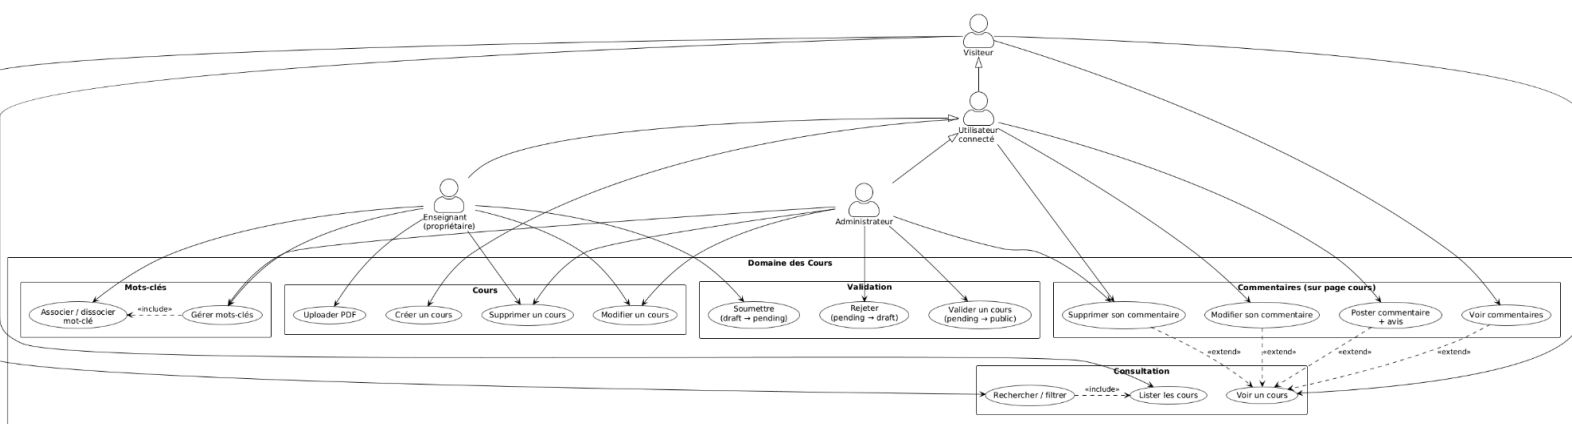 Visiteur
Utilisateur
connecté
Enseignant
(propriétaire)
Administrateur
Domaine des Cours
Mots-clés
Associer / dissocier
mot-clé
«include»
Gérer mots-clés
Cours
Uploader PDF
Créer un cours
Supprimer un cours
Modifier un cours
Validation
Soumettre
(draft → pending)
Rejeter
(pending → draft)
Valider un cours
(pending → public)
Commentaires (sur page cours)
Supprimer son commentaire
Modifier son commentaire
Poster commentaire
+ avis
Voir commentaires
«extend»
«extend»
«extend»
«extend»
Consultation
Rechercher / filtrer
«include»
Lister les cours
Voir un cours